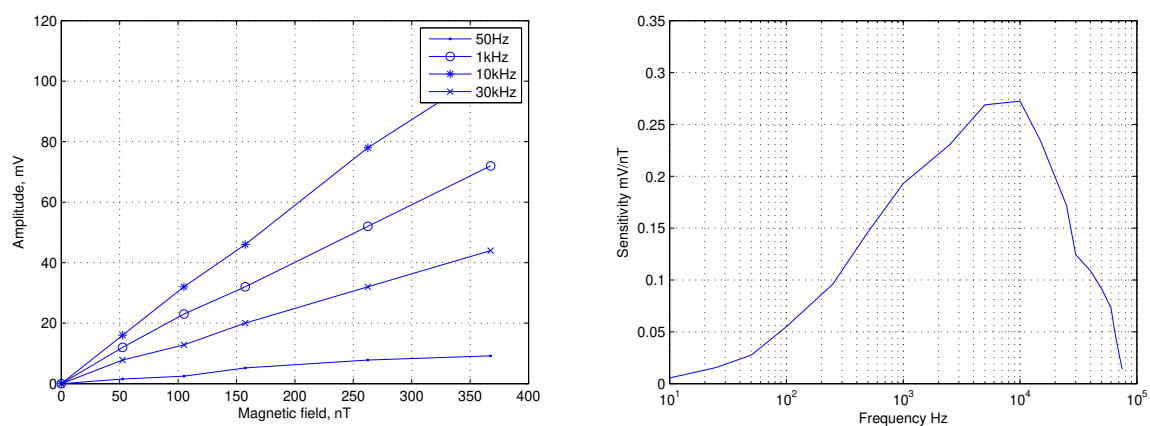 120
100
80
60
40
20
0
Amplitude, mV
50Hz
1kHz
10kHz
30kHz
0 50 100 150 200 250 300 350 400
Magnetic field, nT
0.35
0.3
0.25
0.2
0.15
0.1
0.05
0
Sensitivity mV/nT
10^1 10^2 10^3 10^4 10^5
Frequency Hz